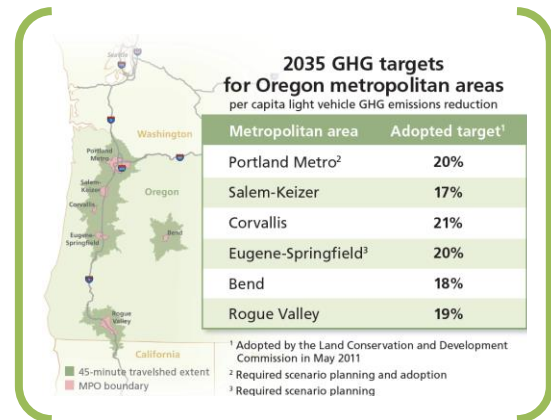 2035 GHG targets
for Oregon metropolitan areas
per capita light vehicle GHG emissions reduction
Metropolitan area Adopted target¹
Portland Metro² 20%
Salem-Keizer 17%
Corvallis 21%
Eugene-Springfield³ 20%
Bend 18%
Rogue Valley 19%
¹ Adopted by the Land Conservation and Development
Commission in May 2011
² Required scenario planning and adoption
³ Required scenario planning
Seattle
Washington
Portland
Metro
Salem-
Keizer
Oregon
Corvallis
Eugene-
Springfield
Bend
Rogue
Valley
California
45-minute travelshed extent
MPO boundary